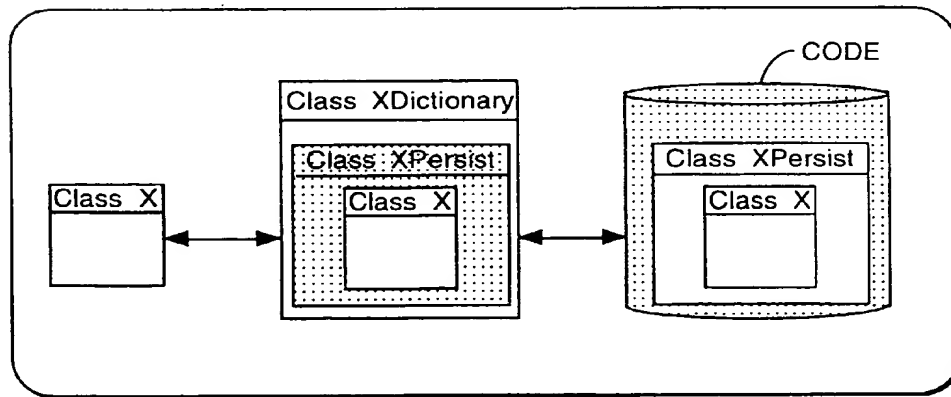 CODE
Class XDictionary
Class XPersist
Class X
Class X
Class XPersist
Class X